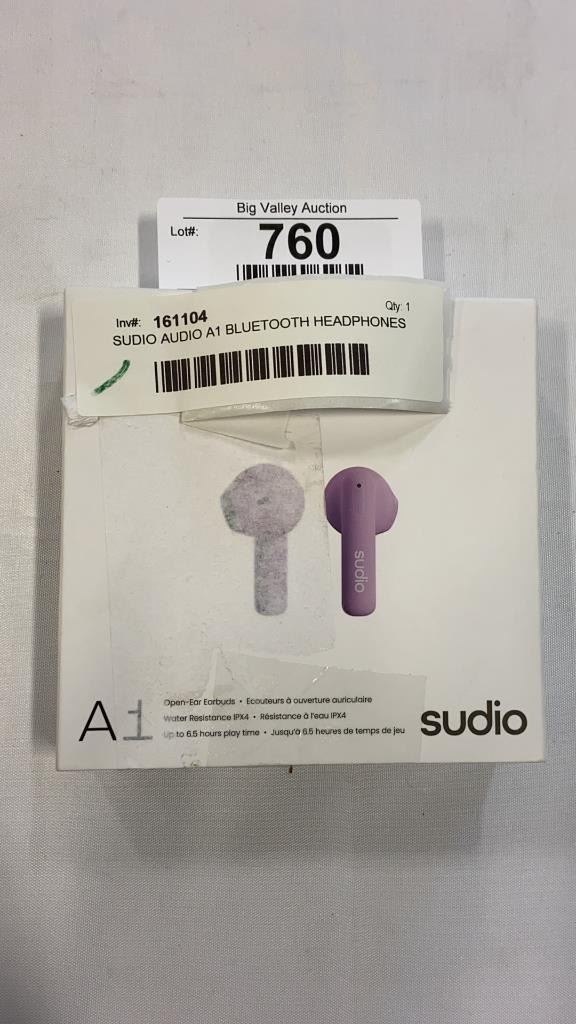 Big Valley Auction
Lot#: 760
Inv#: 161104 Qty: 1
SUDIO AUDIO A1 BLUETOOTH HEADPHONES
sudio
A1
Open-Ear Earbuds • Ecouteurs à ouverture auriculaire
Water Resistance IPX4 • Résistance à l'eau IPX4
Up to 6.5 hours play time • Jusqu'à 6.5 heures de temps de jeu
sudio